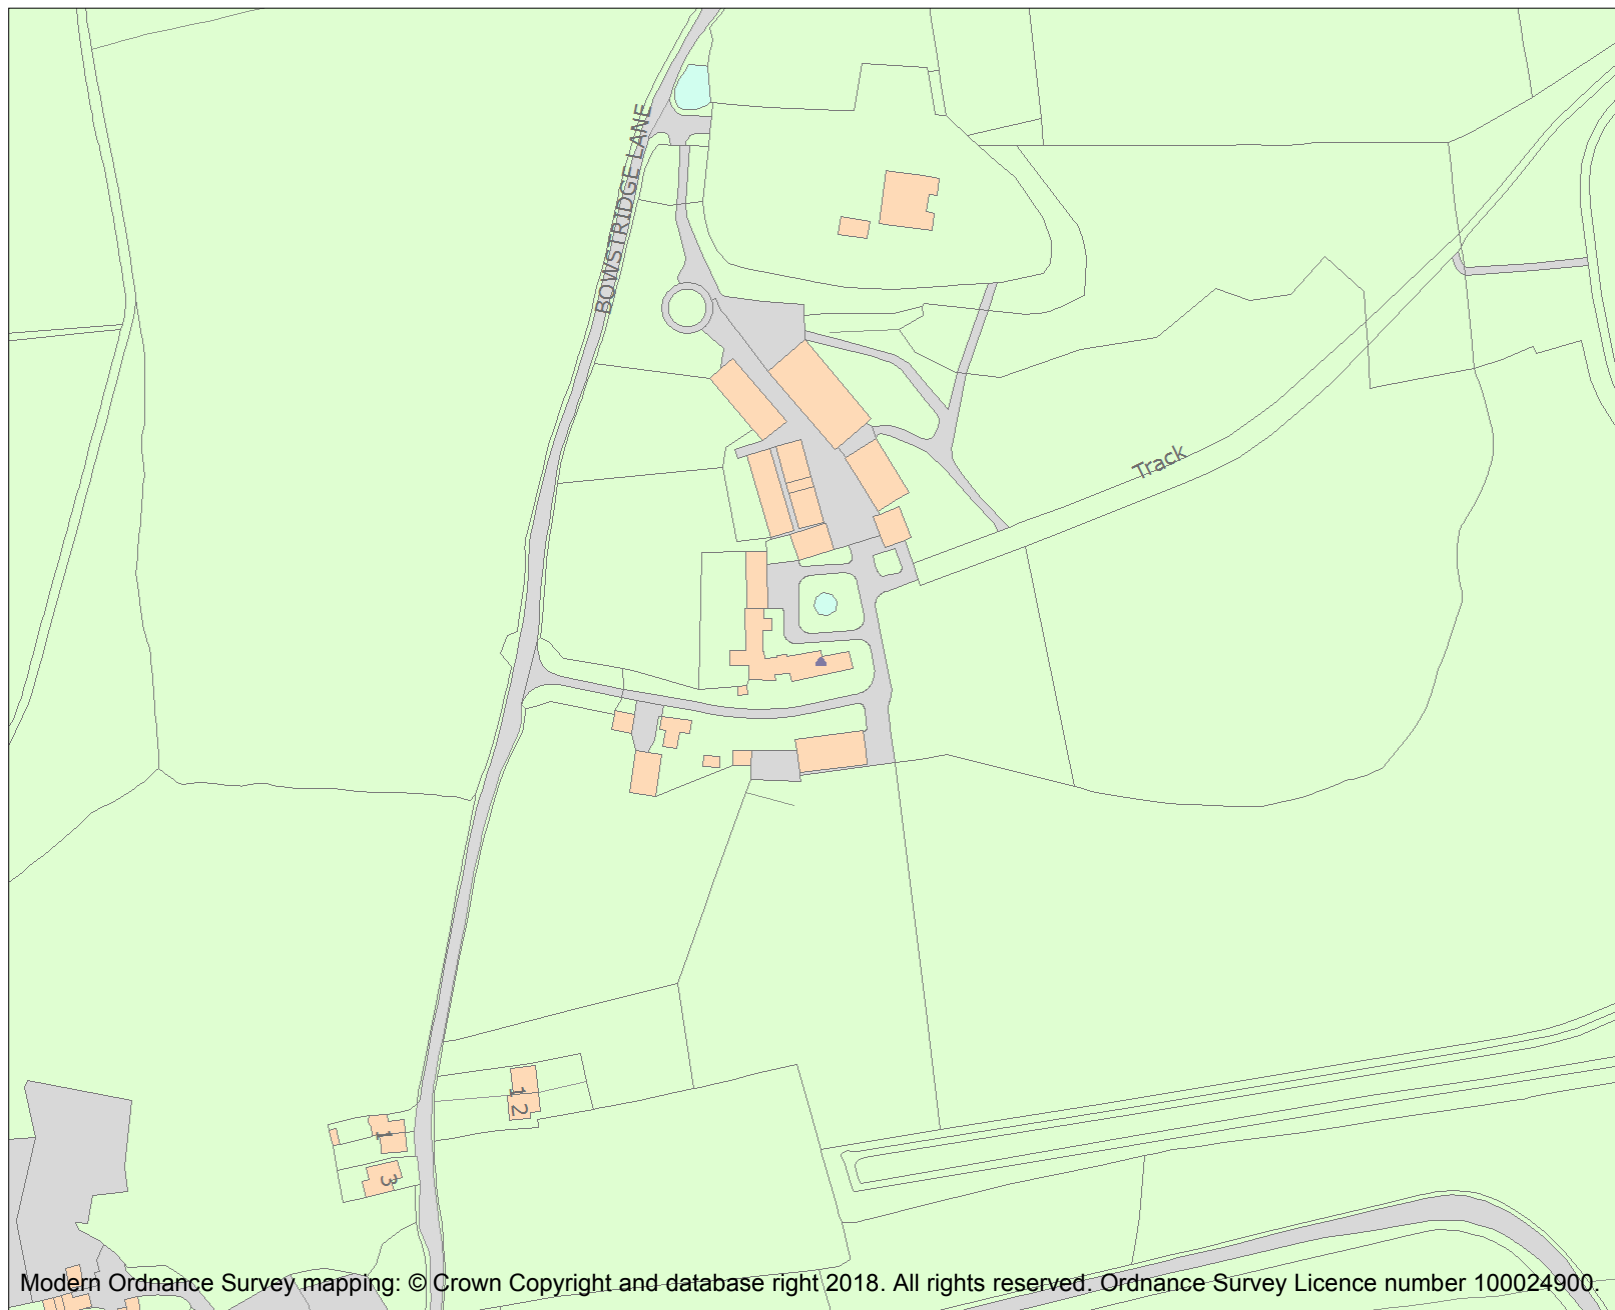 BOWSTRIDGE LANE
Track
1
2
1
3
Modern Ordnance Survey mapping: © Crown Copyright and database right 2018. All rights reserved. Ordnance Survey Licence number 100024900.